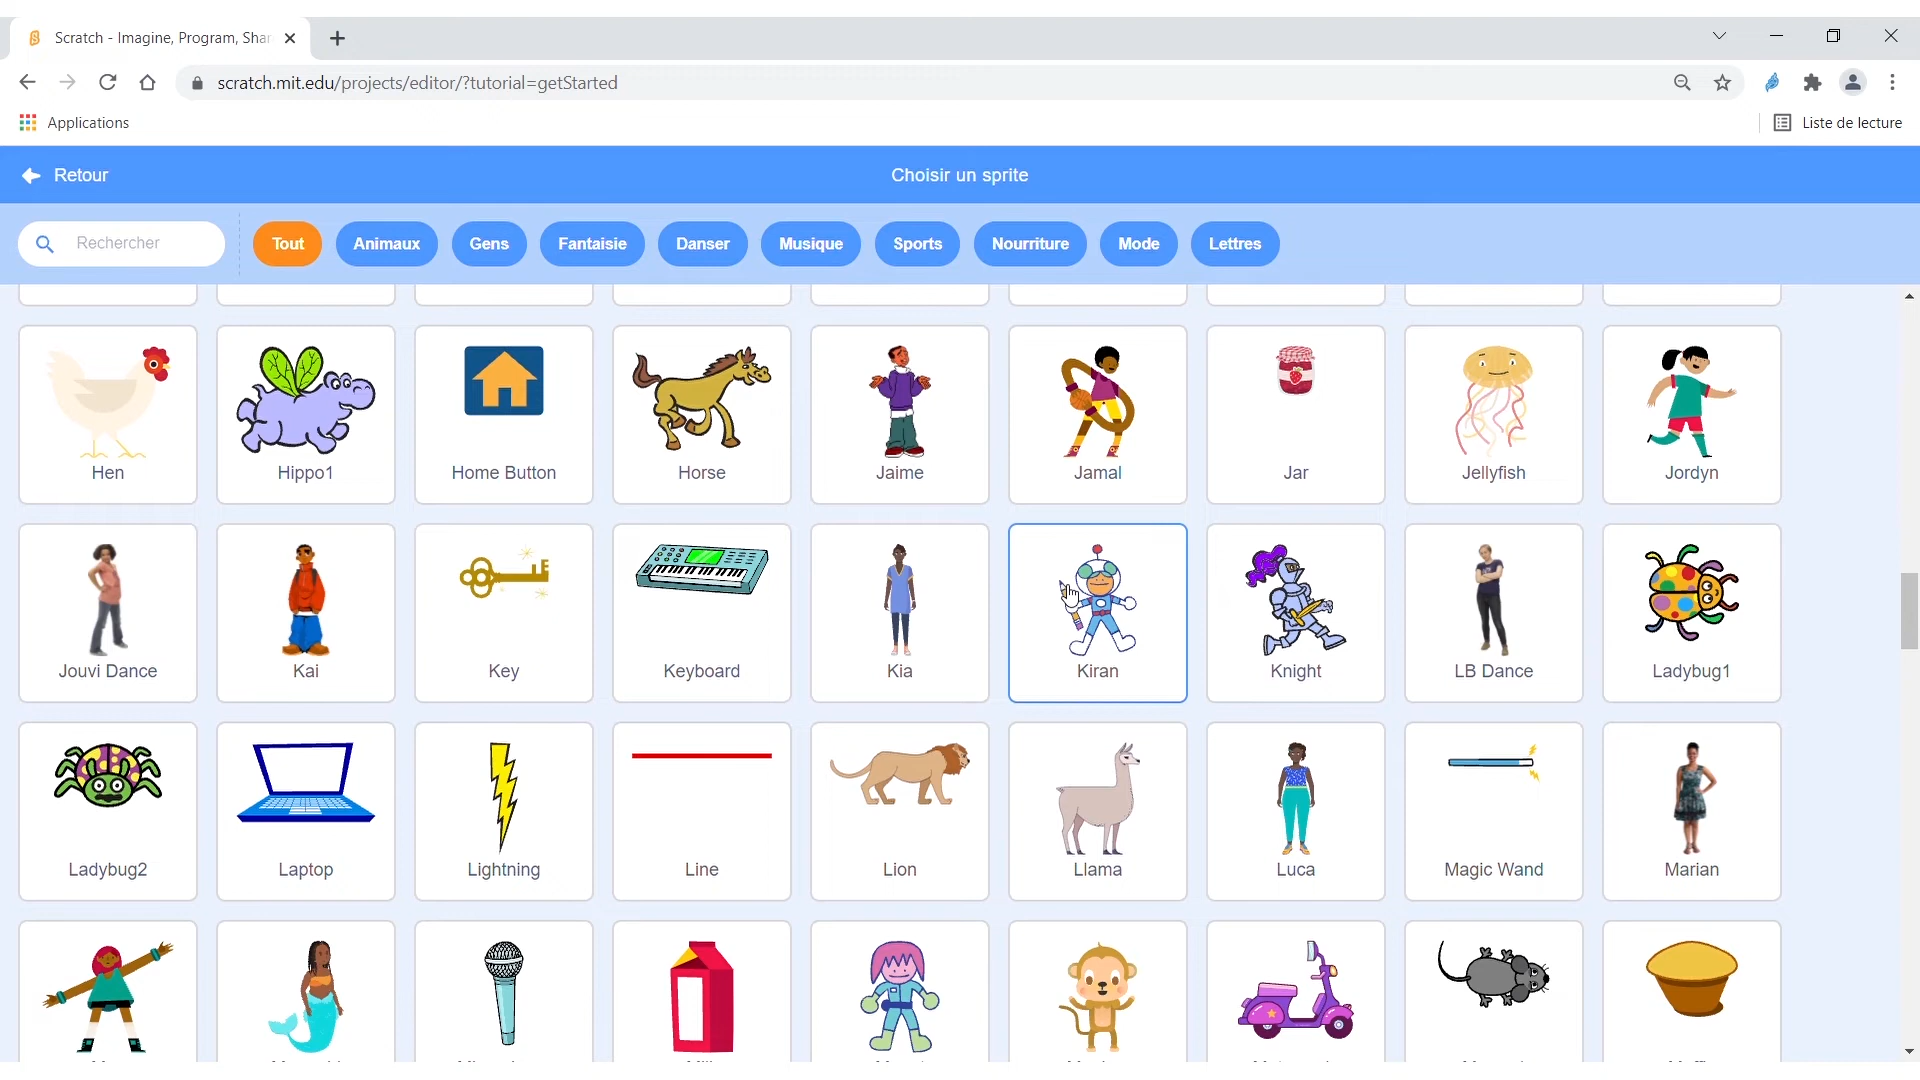 Scratch - Imagine, Program, Shar
scratch.mit.edu/projects/editor/?tutorial=getStarted
Applications
Liste de lecture
Retour
Choisir un sprite
Rechercher
Tout
Animaux
Gens
Fantaisie
Danser
Musique
Sports
Nourriture
Mode
Lettres
Hen
Hippo1
Home Button
Horse
Jaime
Jamal
Jar
Jellyfish
Jordyn
Jouvi Dance
Kai
Key
Keyboard
Kia
Kiran
Knight
LB Dance
Ladybug1
Ladybug2
Laptop
Lightning
Line
Lion
Llama
Luca
Magic Wand
Marian